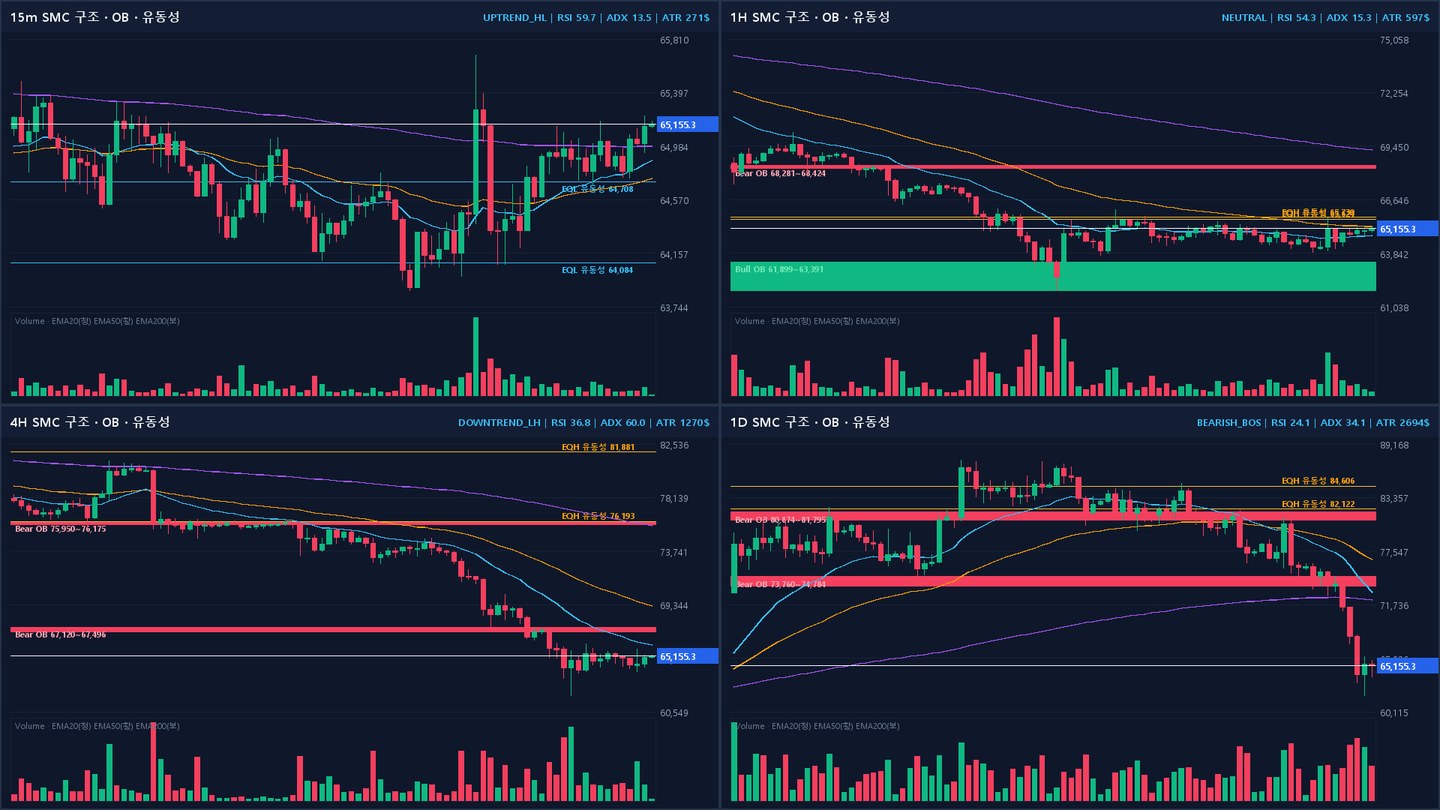 15m SMC 구조 · OB · 유동성
UPTREND_HL | RSI 59.7 | ADX 13.5 | ATR 271$
65,810
65,397
65,155.3
64,984
EQL 유동성 64,708
64,570
64,157
EQL 유동성 64,084
63,744
Volume · EMA20(청) EMA50(황) EMA200(보)
1H SMC 구조 · OB · 유동성
NEUTRAL | RSI 54.3 | ADX 15.3 | ATR 597$
75,058
72,254
69,450
Bear OB 68,281~68,424
66,646
EQH 유동성
65,155.3
63,842
Bull OB 61,899~63,391
61,038
Volume · EMA20(청) EMA50(황) EMA200(보)
4H SMC 구조 · OB · 유동성
DOWNTREND_LH | RSI 36.8 | ADX 60.0 | ATR 1270$
82,536
EQH 유동성 81,881
78,139
EQH 유동성 76,193
Bear OB 75,950~76,175
73,741
69,344
Bear OB 67,120~67,496
65,155.3
60,549
Volume · EMA20(청) EMA50(황) EMA200(보)
1D SMC 구조 · OB · 유동성
BEARISH_BOS | RSI 24.1 | ADX 34.1 | ATR 2694$
89,168
EQH 유동성 84,606
83,357
EQH 유동성 82,122
Bear OB 80,874~81,795
77,547
Bear OB 73,760~74,784
71,736
65,155.3
60,115
Volume · EMA20(청) EMA50(황) EMA200(보)